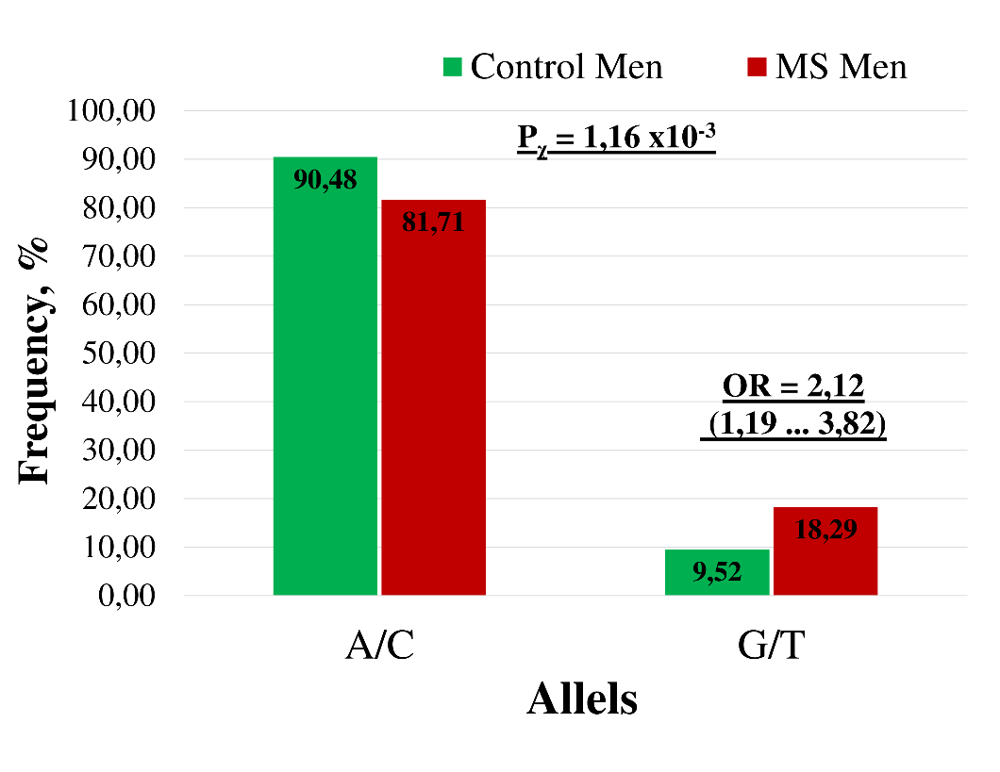 Control Men MS Men
100,00
90,00
80,00
70,00
60,00
50,00
40,00
30,00
20,00
10,00
0,00
Frequency, %
Pχ = 1,16 x10-3
90,48
81,71
OR = 2,12
(1,19 ... 3,82)
9,52
18,29
A/C G/T
Allels